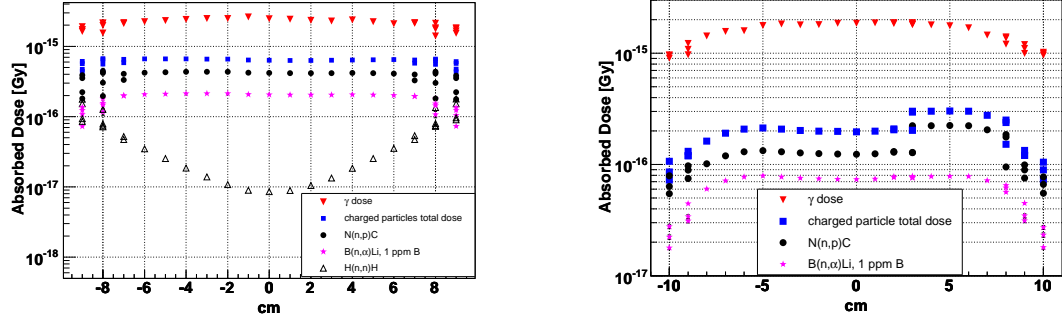 Absorbed Dose [Gy]
10⁻¹⁵
10⁻¹⁶
10⁻¹⁷
10⁻¹⁸
-8 -6 -4 -2 0 2 4 6 8
cm
γ dose
charged particles total dose
N(n,p)C
B(n,α)Li, 1 ppm B
H(n,n)H
Absorbed Dose [Gy]
10⁻¹⁵
10⁻¹⁶
10⁻¹⁷
-10 -5 0 5 10
cm
γ dose
charged particle total dose
N(n,p)C
B(n,α)Li, 1 ppm B